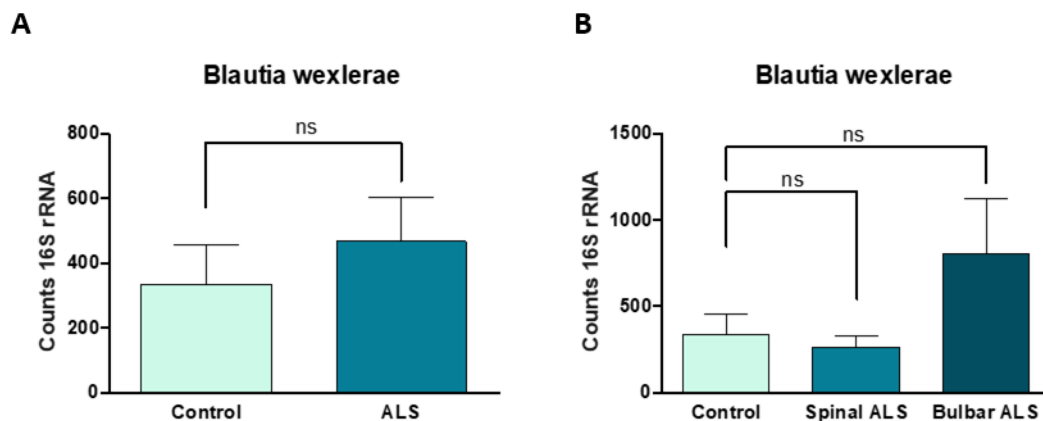 A
Blautia wexlerae
ns
800
600
400
200
0
Counts 16S rRNA
Control ALS
B
Blautia wexlerae
ns
ns
1500
1000
500
0
Counts 16S rRNA
Control Spinal ALS Bulbar ALS